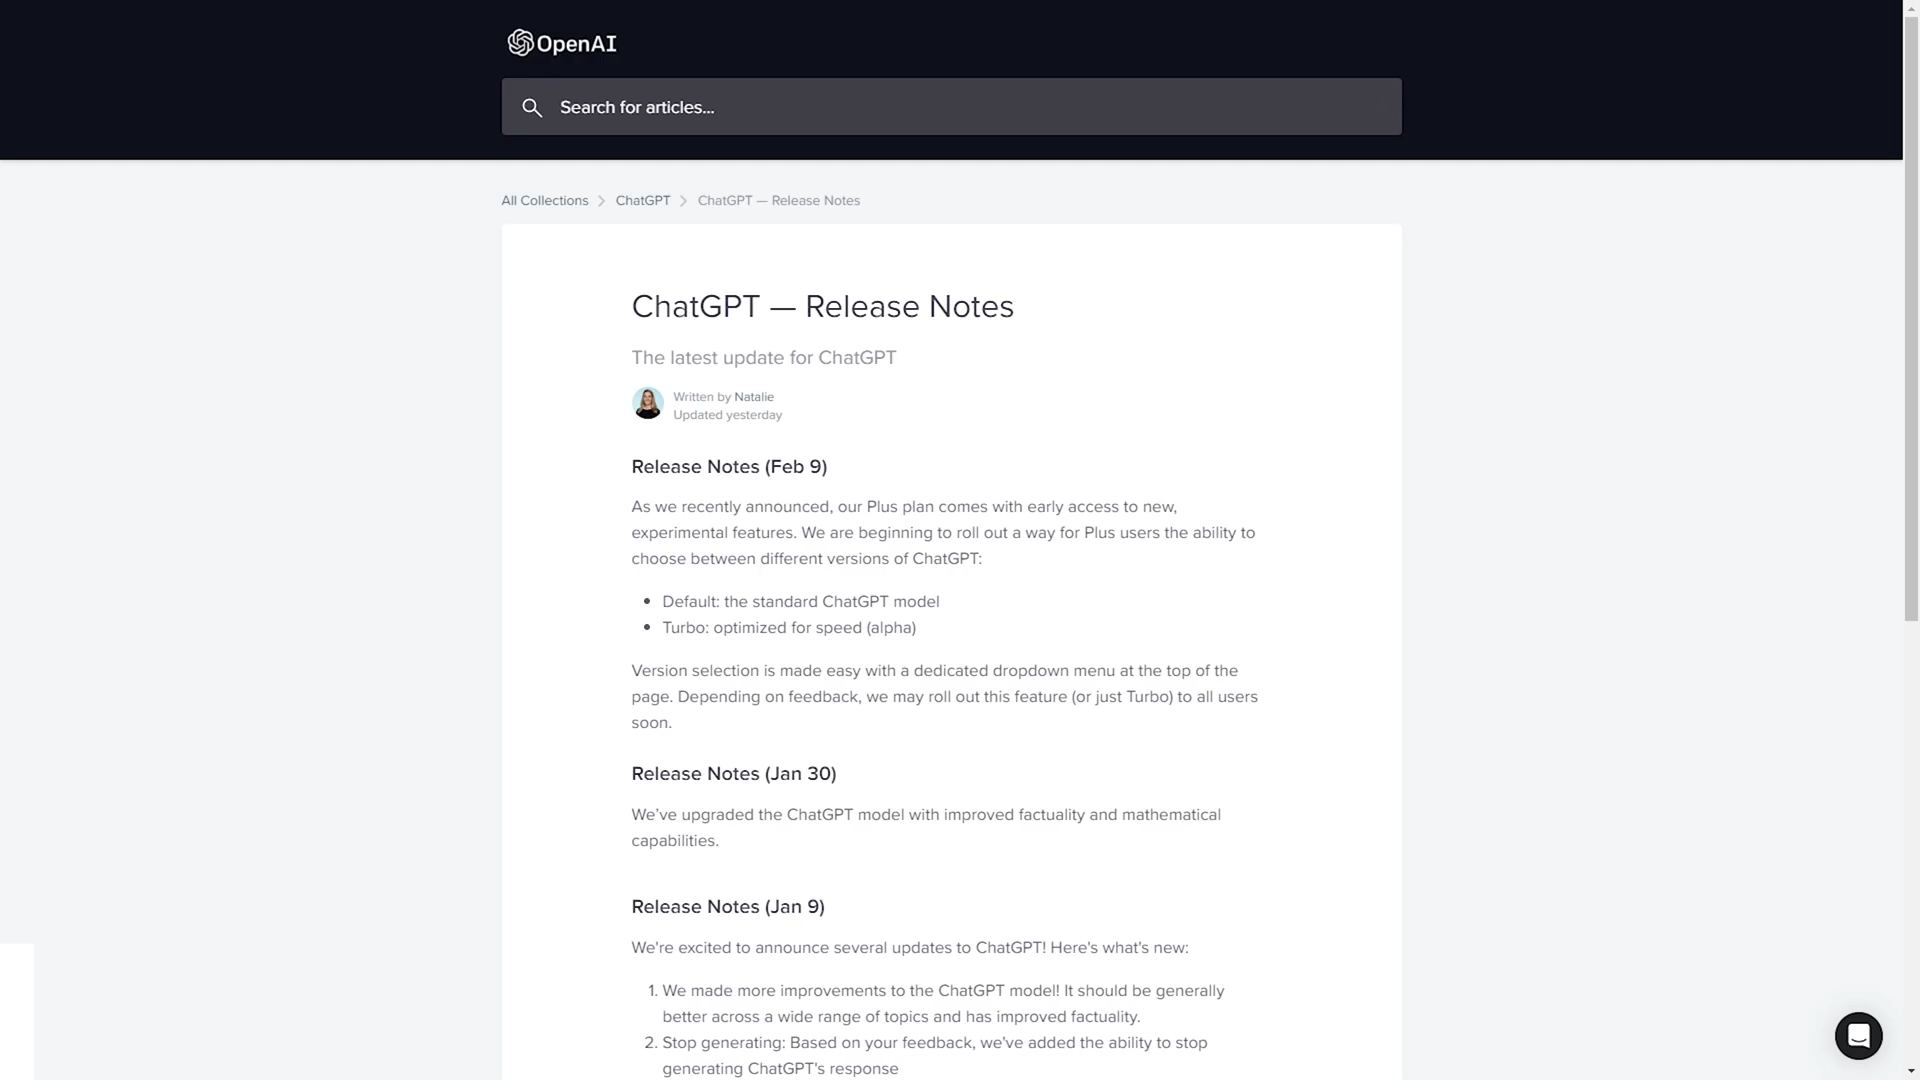 OpenAI
Search for articles...
All Collections
ChatGPT
ChatGPT — Release Notes
ChatGPT — Release Notes
The latest update for ChatGPT
Written by Natalie
Updated yesterday
Release Notes (Feb 9)
As we recently announced, our Plus plan comes with early access to new,
experimental features. We are beginning to roll out a way for Plus users the ability to
choose between different versions of ChatGPT:
• Default: the standard ChatGPT model
• Turbo: optimized for speed (alpha)
Version selection is made easy with a dedicated dropdown menu at the top of the
page. Depending on feedback, we may roll out this feature (or just Turbo) to all users
soon.
Release Notes (Jan 30)
We’ve upgraded the ChatGPT model with improved factuality and mathematical
capabilities.
Release Notes (Jan 9)
We're excited to announce several updates to ChatGPT! Here's what's new:
1. We made more improvements to the ChatGPT model! It should be generally
better across a wide range of topics and has improved factuality.
2. Stop generating: Based on your feedback, we've added the ability to stop
generating ChatGPT's response